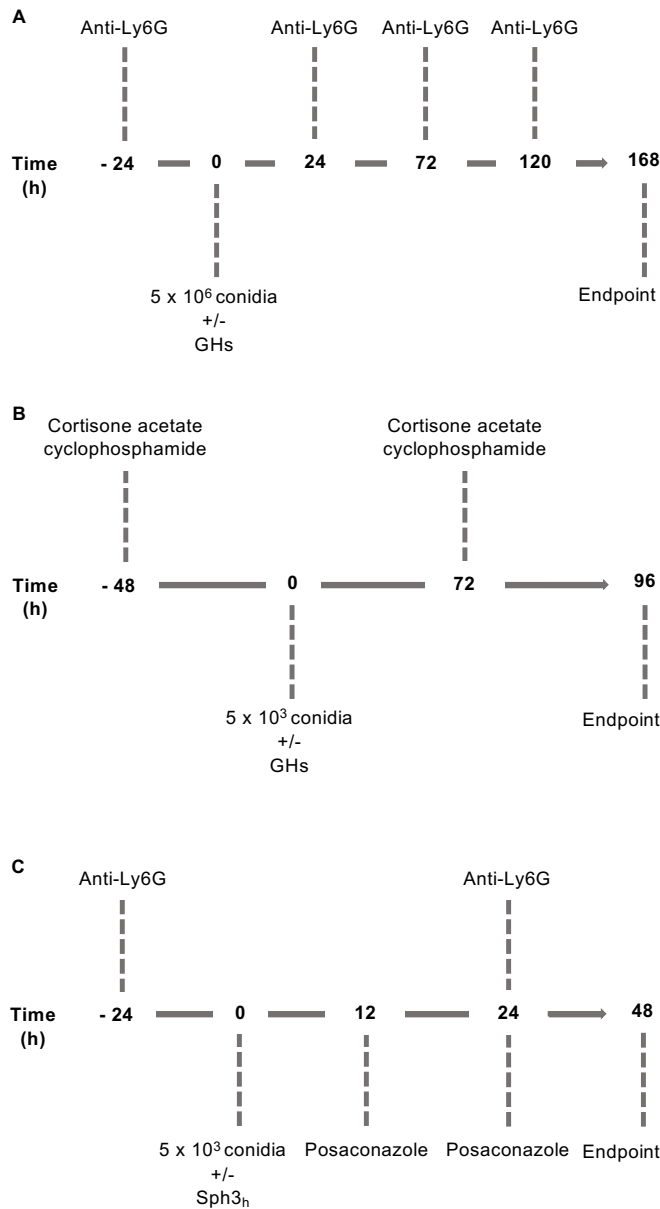 A
Anti-Ly6G Anti-Ly6G Anti-Ly6G Anti-Ly6G
Time - 24 0 24 72 120 168
(h)
5 x 10⁶ conidia Endpoint
+/-
GHs
B
Cortisone acetate Cortisone acetate
cyclophosphamide cyclophosphamide
Time - 48 0 72 96
(h)
5 x 10³ conidia Endpoint
+/-
GHs
C
Anti-Ly6G Anti-Ly6G
Time - 24 0 12 24 48
(h)
5 x 10³ conidia Posaconazole Posaconazole Endpoint
+/-
Sph3ₕ